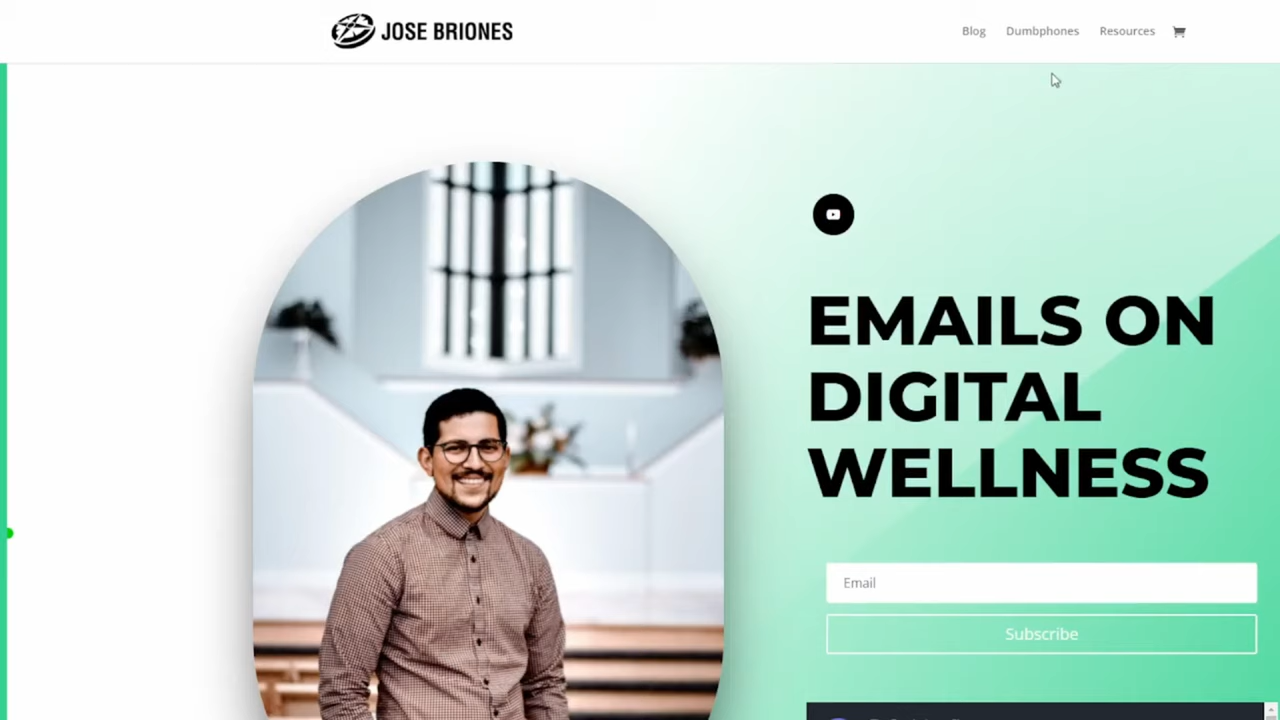 JOSE BRIONES
Blog
Dumbphones
Resources
EMAILS ON
DIGITAL
WELLNESS
Email
Subscribe